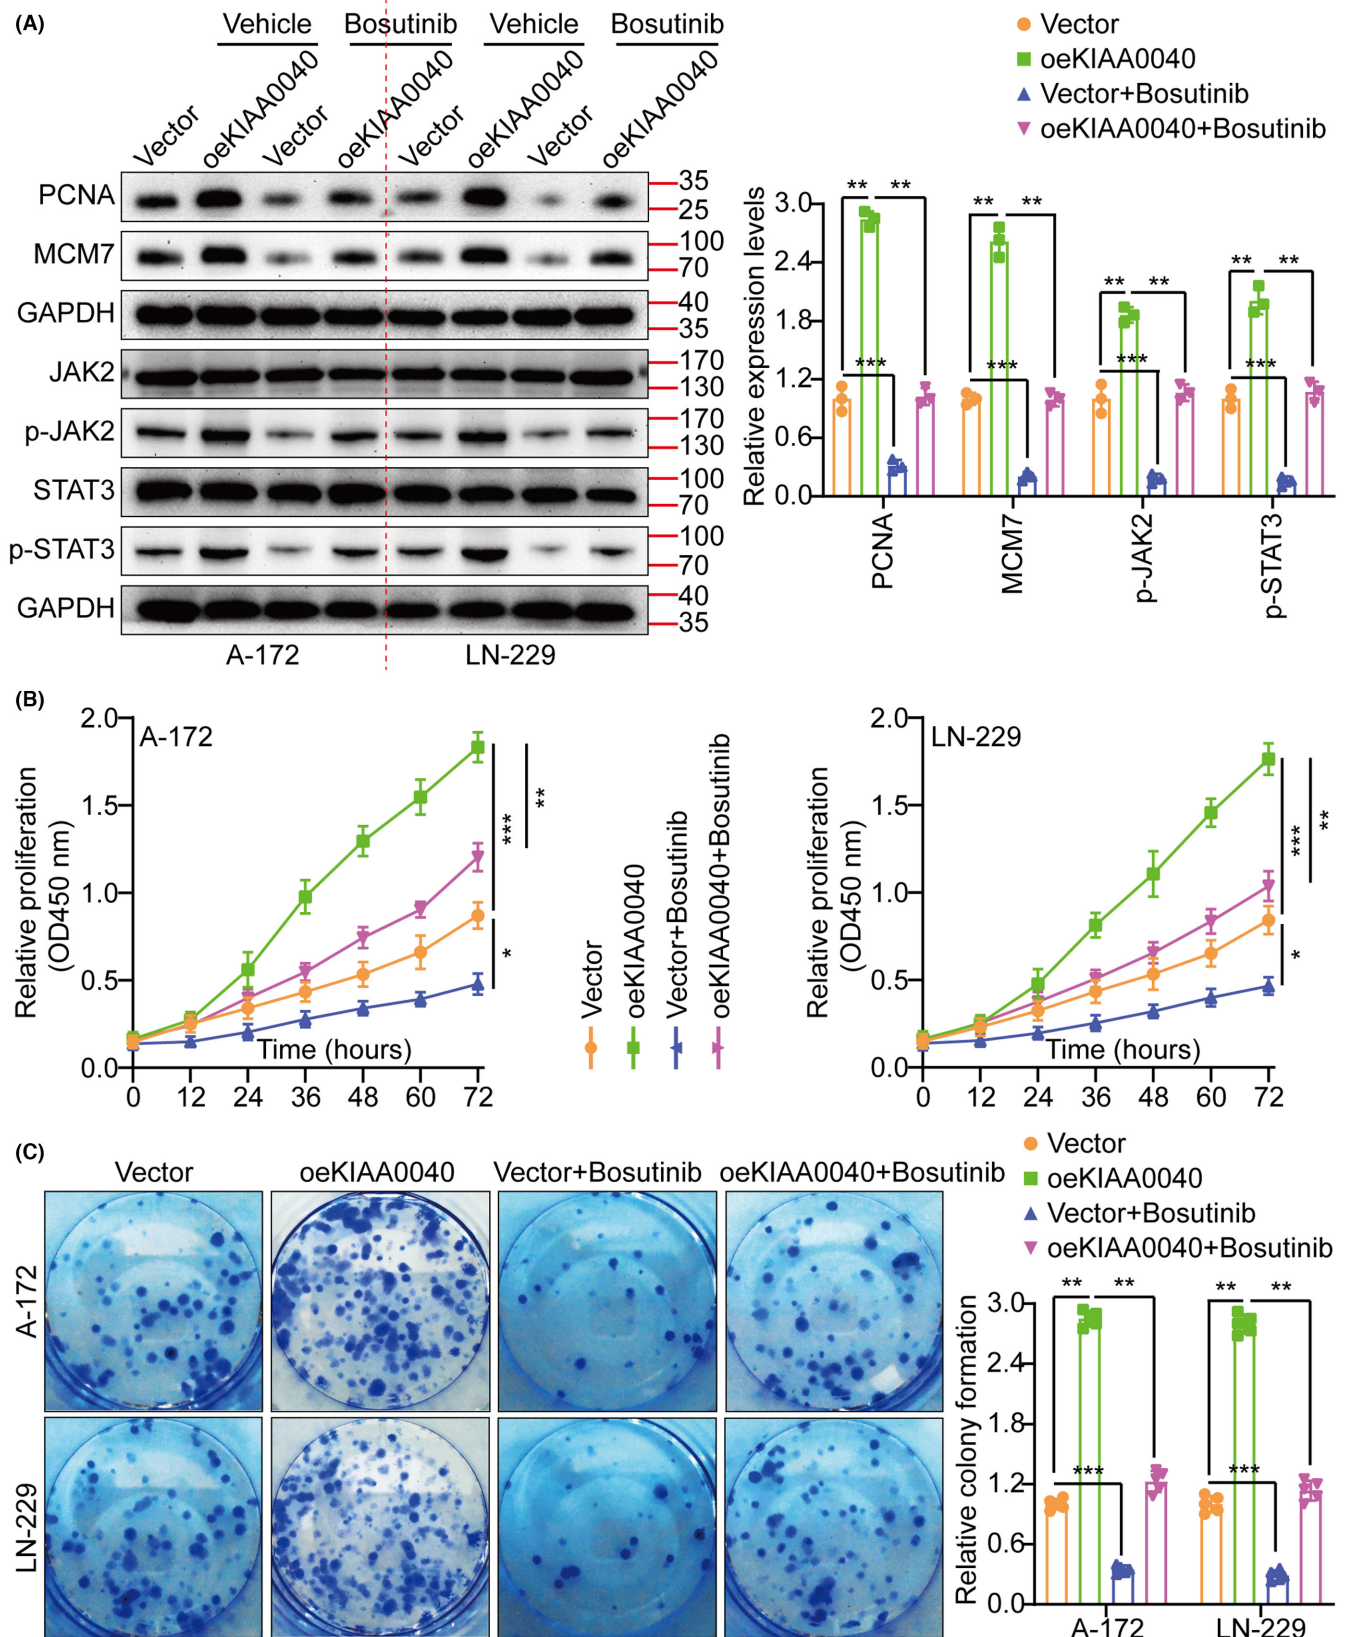 (A)
Vehicle Bosutinib Vehicle Bosutinib
Vector oeKIAA0040 Vector oeKIAA0040 Vector oeKIAA0040 Vector oeKIAA0040
PCNA 35 25
MCM7 100 70
GAPDH 40 35
JAK2 170 130
p-JAK2 170 130
STAT3 100 70
p-STAT3 100 70
GAPDH 40 35
A-172 LN-229
Vector
oeKIAA0040
Vector+Bosutinib
oeKIAA0040+Bosutinib
Relative expression levels
3.0
2.4
1.8
1.2
0.6
0.0
** ** ** ** ** ** ** **
*** *** *** ***
PCNA MCM7 p-JAK2 p-STAT3
(B)
A-172
Relative proliferation
(OD450 nm)
2.0
1.5
1.0
0.5
0.0
*** **
*
Time (hours)
0 12 24 36 48 60 72
Vector
oeKIAA0040
Vector+Bosutinib
oeKIAA0040+Bosutinib
LN-229
Relative proliferation
(OD450 nm)
2.0
1.5
1.0
0.5
0.0
*** **
*
Time (hours)
0 12 24 36 48 60 72
(C)
Vector oeKIAA0040 Vector+Bosutinib oeKIAA0040+Bosutinib
A-172
LN-229
Vector
oeKIAA0040
Vector+Bosutinib
oeKIAA0040+Bosutinib
Relative colony formation
3.0
2.4
1.8
1.2
0.6
0.0
** ** ** **
*** ***
A-172 LN-229